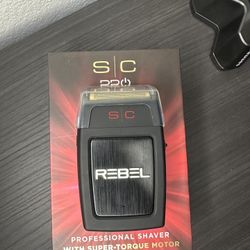 S|C
PRO
S|C
REBEL
PROFESSIONAL SHAVER
WITH SUPER-TORQUE MOTOR